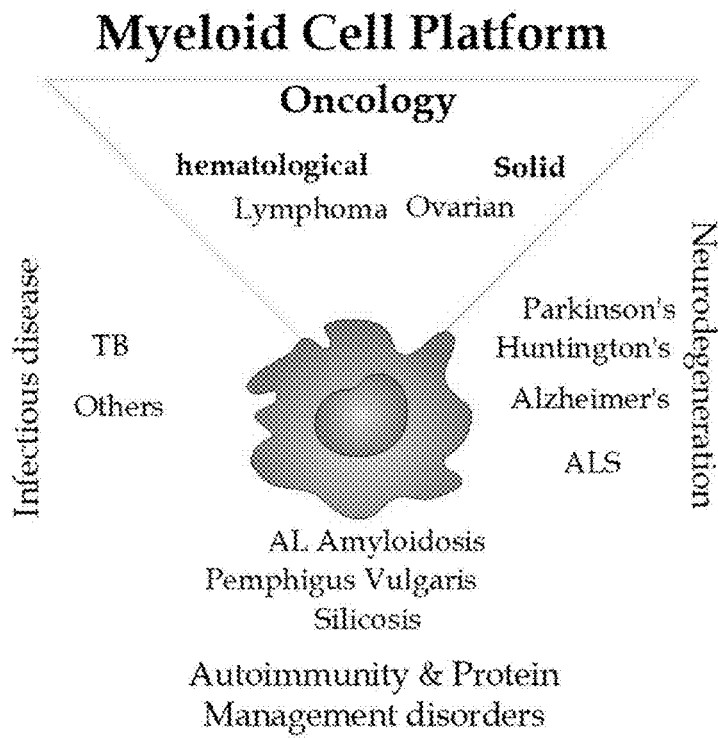 Myeloid Cell Platform
Oncology
hematological
Solid
Lymphoma
Ovarian
Infectious disease
TB
Others
Neurodegeneration
Parkinson's
Huntington's
Alzheimer's
ALS
AL Amyloidosis
Pemphigus Vulgaris
Silicosis
Autoimmunity & Protein
Management disorders